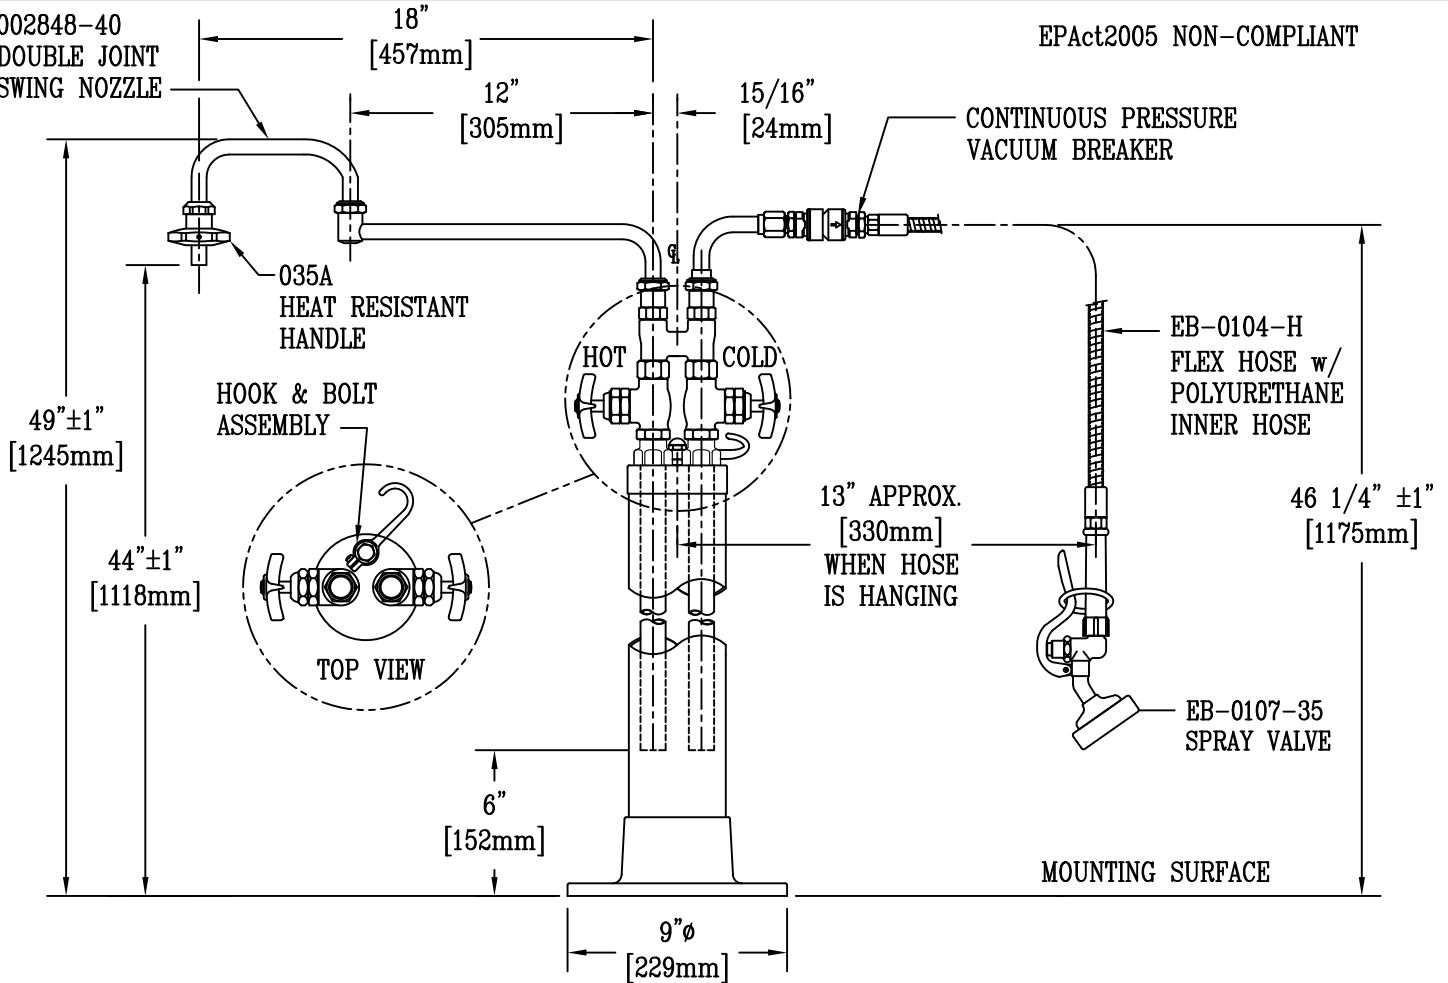 002848-40
DOUBLE JOINT
SWING NOZZLE
18"
[457mm]
EPAct2005 NON-COMPLIANT
12"
[305mm]
15/16"
[24mm]
CONTINUOUS PRESSURE
VACUUM BREAKER
℄
035A
HEAT RESISTANT
HANDLE
HOT
COLD
EB-0104-H
FLEX HOSE w/
POLYURETHANE
INNER HOSE
HOOK & BOLT
ASSEMBLY
49"±1"
[1245mm]
44"±1"
[1118mm]
13" APPROX.
[330mm]
WHEN HOSE
IS HANGING
46 1/4" ±1"
[1175mm]
TOP VIEW
EB-0107-35
SPRAY VALVE
6"
[152mm]
MOUNTING SURFACE
9"ø
[229mm]